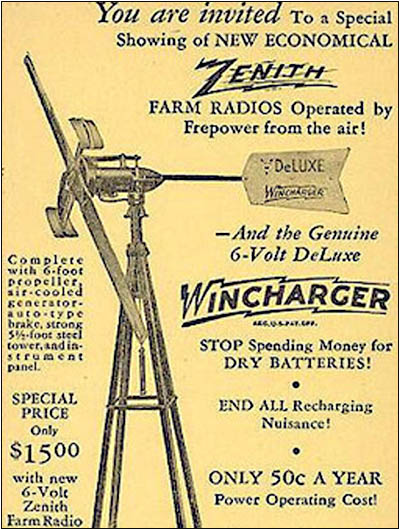 You are invited To a Special
Showing of NEW ECONOMICAL
ZENITH
FARM RADIOS Operated by
Frepower from the air!
DeLUXE
WINCHARGER
—And the Genuine
6-Volt DeLuxe
WINCHARGER
REG. U.S. PAT. OFF.
STOP Spending Money for
DRY BATTERIES!
•
END ALL Recharging
Nuisance!
•
ONLY 50c A YEAR
Power Operating Cost!
Complete
with 6-foot
propeller,
air-cooled
generator-
auto-type
brake, strong
5½-foot steel
tower, and in-
strument
panel.
SPECIAL
PRICE
Only
$15 00
with new
6-Volt
Zenith
Farm Radio